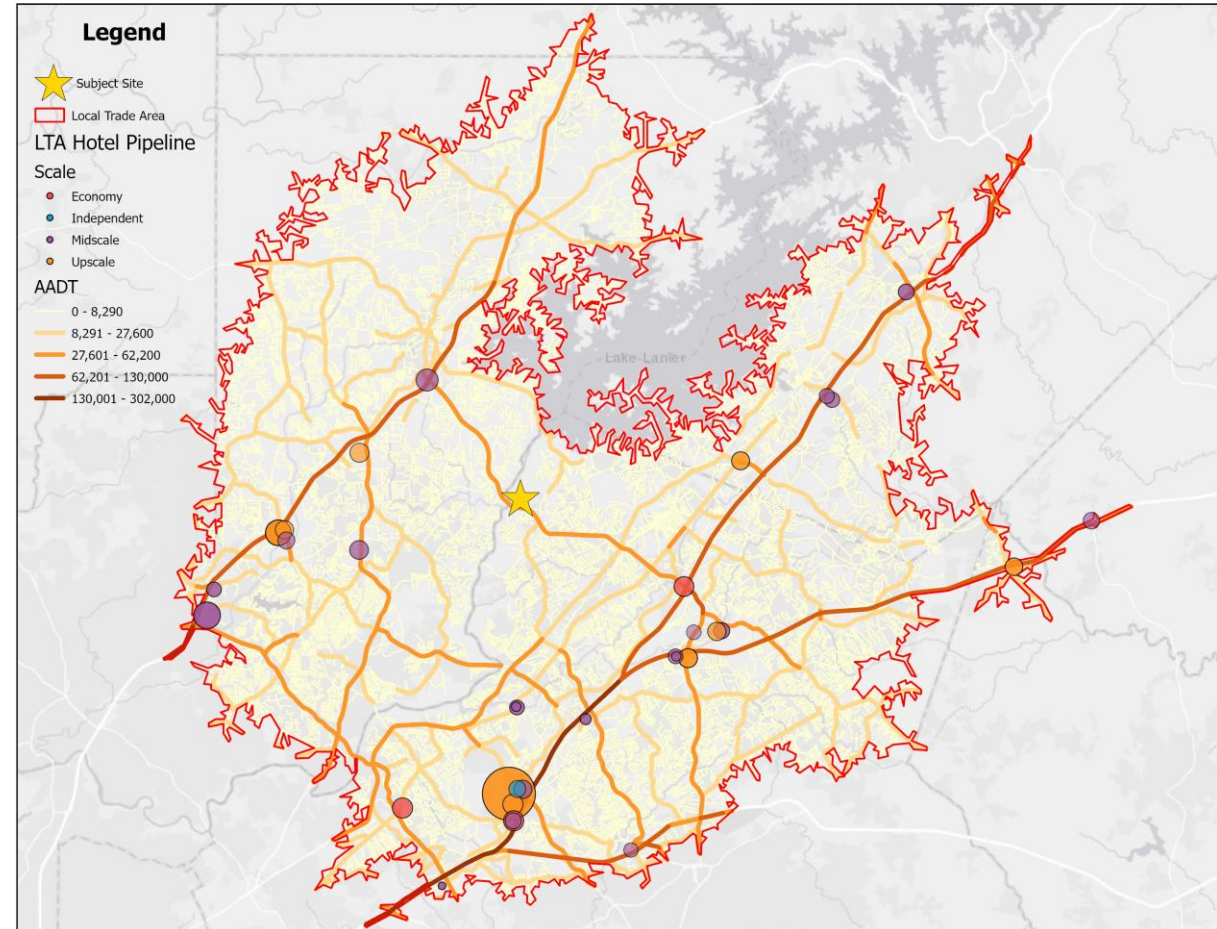 Legend
Subject Site
Local Trade Area
LTA Hotel Pipeline
Scale
Economy
Independent
Midscale
Upscale
AADT
0 - 8,290
8,291 - 27,600
27,601 - 62,200
62,201 - 130,000
130,001 - 302,000
Lake Lanier